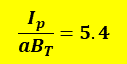 I_p / aB_T = 5.4